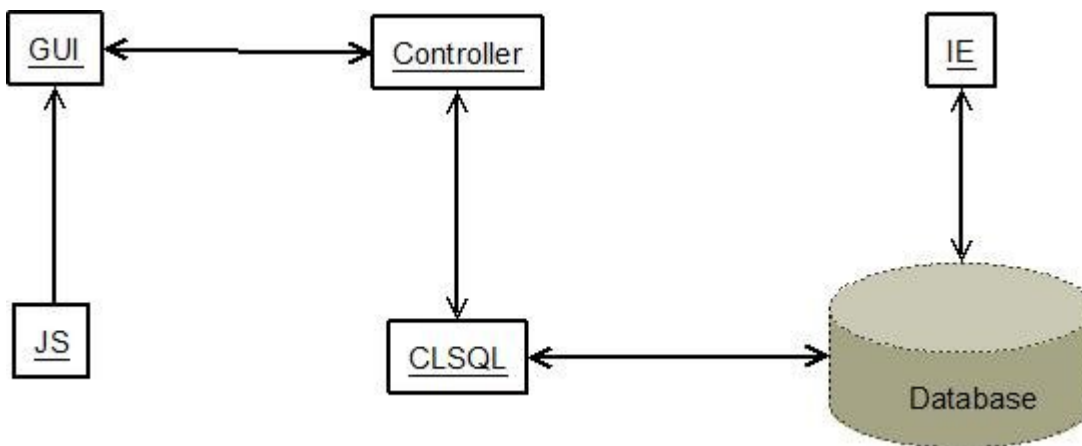 GUI
Controller
IE
JS
CLSQL
Database